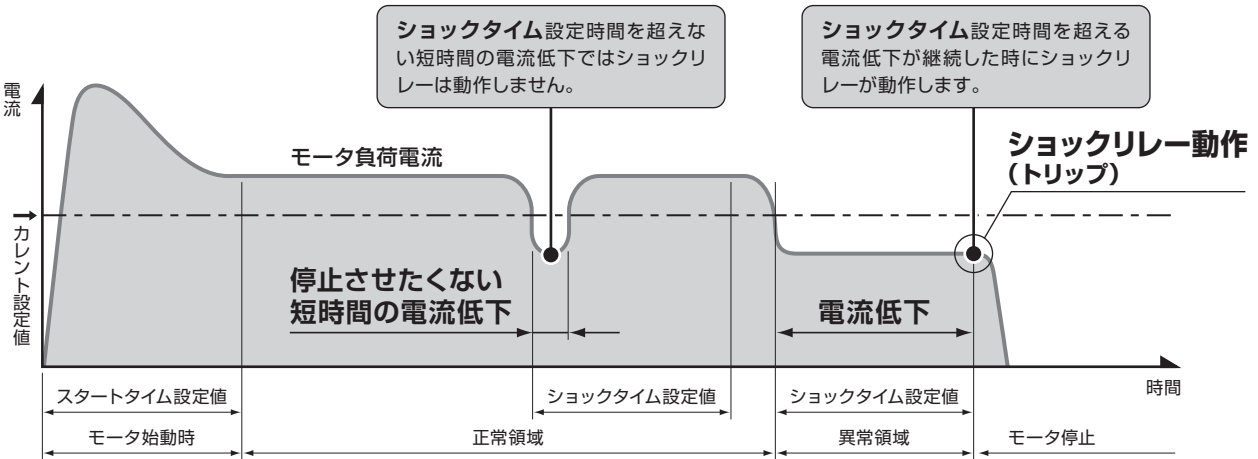 ショックタイム設定時間を超えな
い短時間の電流低下ではショックリ
レーは動作しません。
ショックタイム設定時間を超える
電流低下が継続した時にショックリ
レーが動作します。
電流
モータ負荷電流
ショックリレー動作
（トリップ）
カレント設定値
停止させたくない
短時間の電流低下
電流低下
時間
スタートタイム設定値
ショックタイム設定値
ショックタイム設定値
モータ始動時
正常領域
異常領域
モータ停止